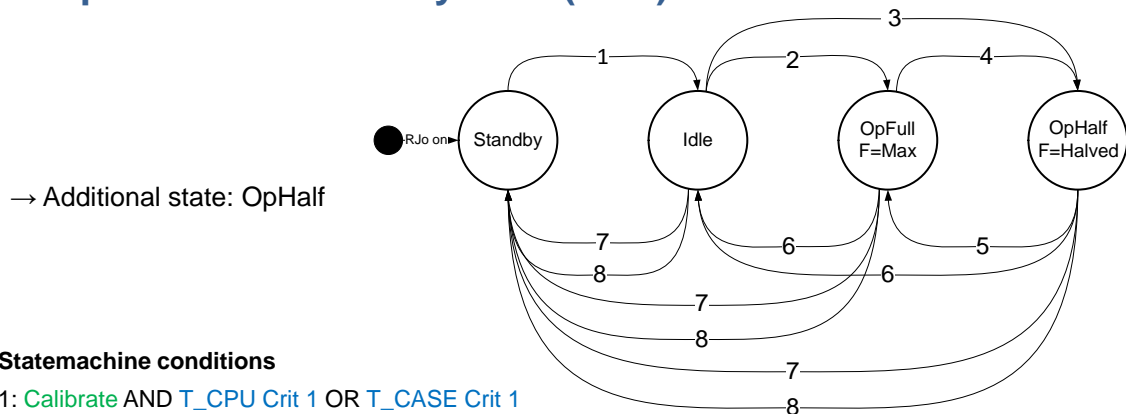 3
1
2
4
RJo on
Standby
Idle
OpFull
F=Max
OpHalf
F=Halved
→ Additional state: OpHalf
7
6
5
8
6
7
8
Statemachine conditions
7
1: Calibrate AND T_CPU Crit 1 OR T_CASE Crit 1
8